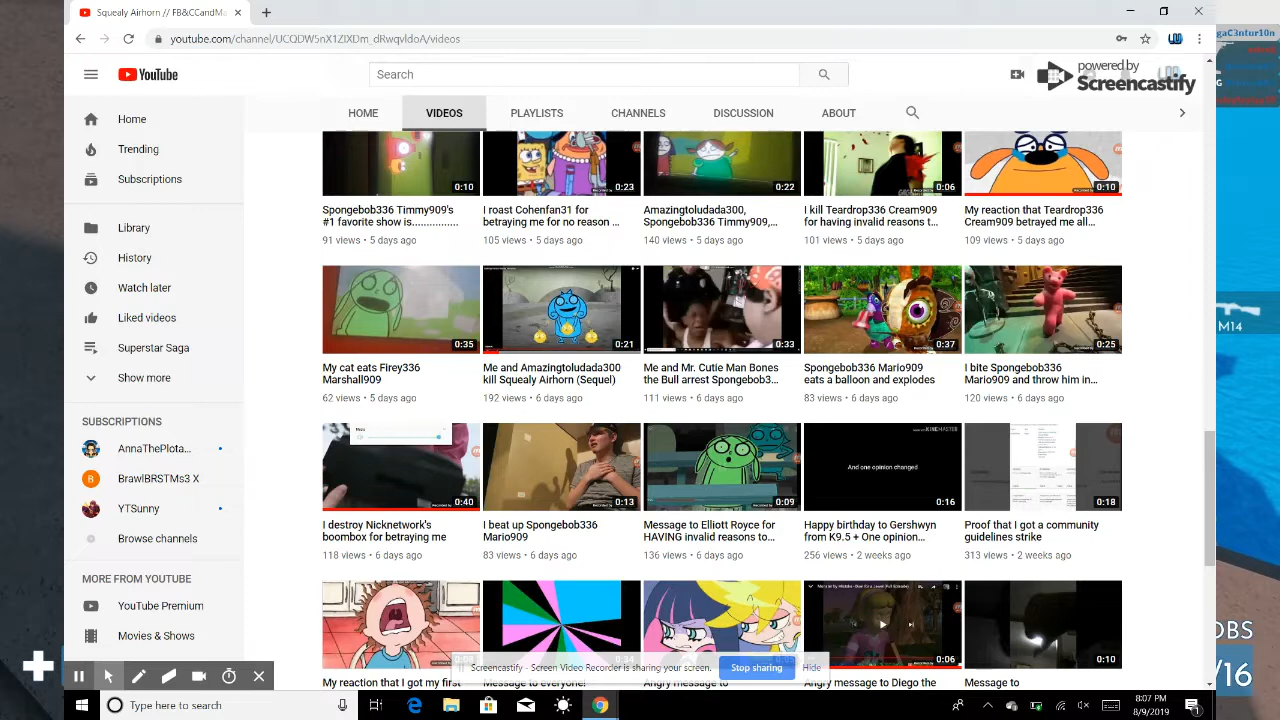 Squealy Airhorn // FB&CCandMa
youtube.com/channel/UCQDW5nX1ZlXDm_dRwqvldoA/videos
YouTube
Search
powered by
Screencastify
HOME VIDEOS PLAYLISTS CHANNELS DISCUSSION ABOUT
Home
Trending
Subscriptions
Library
History
Watch later
Liked videos
Superstar Saga
Show more
SUBSCRIPTIONS
AnnaThePlotter
BrawlBRSTMs3 X
YTSunny
Browse channels
MORE FROM YOUTUBE
YouTube Premium
Movies & Shows
0:10 0:23 0:22 0:06 0:10
Spongebob336 Timmy909's
#1 favorite show is...............
91 views • 5 days ago
I roast Cohenfan31 for
betraying me for no reason ...
105 views • 5 days ago
Amazingtoludada300,
Spongebob336 Timmy909,...
140 views • 5 days ago
I kill Teardrop336 Cream909
for having invalid reasons t...
101 views • 5 days ago
My reaction that Teardrop336
Cream909 betrayed me all...
109 views • 5 days ago
0:35 0:21 0:33 0:37 0:25
My cat eats Firey336
Marshall909
62 views • 5 days ago
Me and Amazingtoludada300
kill Squealy Airhorn (Sequel)
192 views • 6 days ago
Me and Mr. Cutie Man Bones
the Bull arrest Spongebob3...
111 views • 6 days ago
Spongebob336 Mario909
eats a balloon and explodes
83 views • 6 days ago
I bite Spongebob336
Mario909 and throw him in...
120 views • 6 days ago
And one opinion changed
KINEMASTER
0:40 0:13 0:09 0:16 0:18
I destroy Nicknetwork's
boombox for betraying me
118 views • 6 days ago
I beat up Spongebob336
Mario909
83 views • 6 days ago
Message to Elliott Royce for
HAVING invalid reasons to...
136 views • 6 days ago
Happy birthday to Gershwyn
from K9.5 + One opinion...
256 views • 2 weeks ago
Proof that I got a community
guidelines strike
313 views • 2 weeks ago
0:06 0:10
My reaction that I got my first
Message to everyone!
Angry message to
Angry message to Diego the
Message to
Screencastify - Screen Video Recorder is sharing your screen.
Stop sharing
Hide
Type here to search
8:07 PM
8/9/2019
gaC3ntur10n
M14
OBS
/16